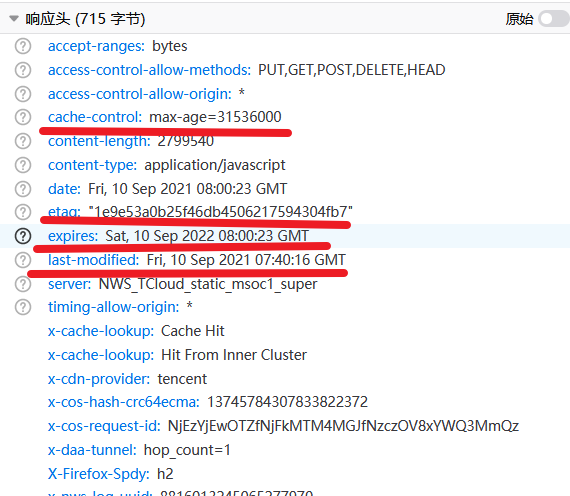 响应头 (715 字节) 原始
accept-ranges: bytes
access-control-allow-methods: PUT,GET,POST,DELETE,HEAD
access-control-allow-origin: *
cache-control: max-age=31536000
content-length: 2799540
content-type: application/javascript
date: Fri, 10 Sep 2021 08:00:23 GMT
etag: "1e9e53a0b25f46db4506217594304fb7"
expires: Sat, 10 Sep 2022 08:00:23 GMT
last-modified: Fri, 10 Sep 2021 07:40:16 GMT
server: NWS_TCloud_static_msoc1_super
timing-allow-origin: *
x-cache-lookup: Cache Hit
x-cache-lookup: Hit From Inner Cluster
x-cdn-provider: tencent
x-cos-hash-crc64ecma: 13745784307833822372
x-cos-request-id: NjEzYjEwOTZfNjFkMTM4MGJfNzczOV8xYWQ3MmQz
x-daa-tunnel: hop_count=1
X-Firefox-Spdy: h2
x-nws-log-uuid: